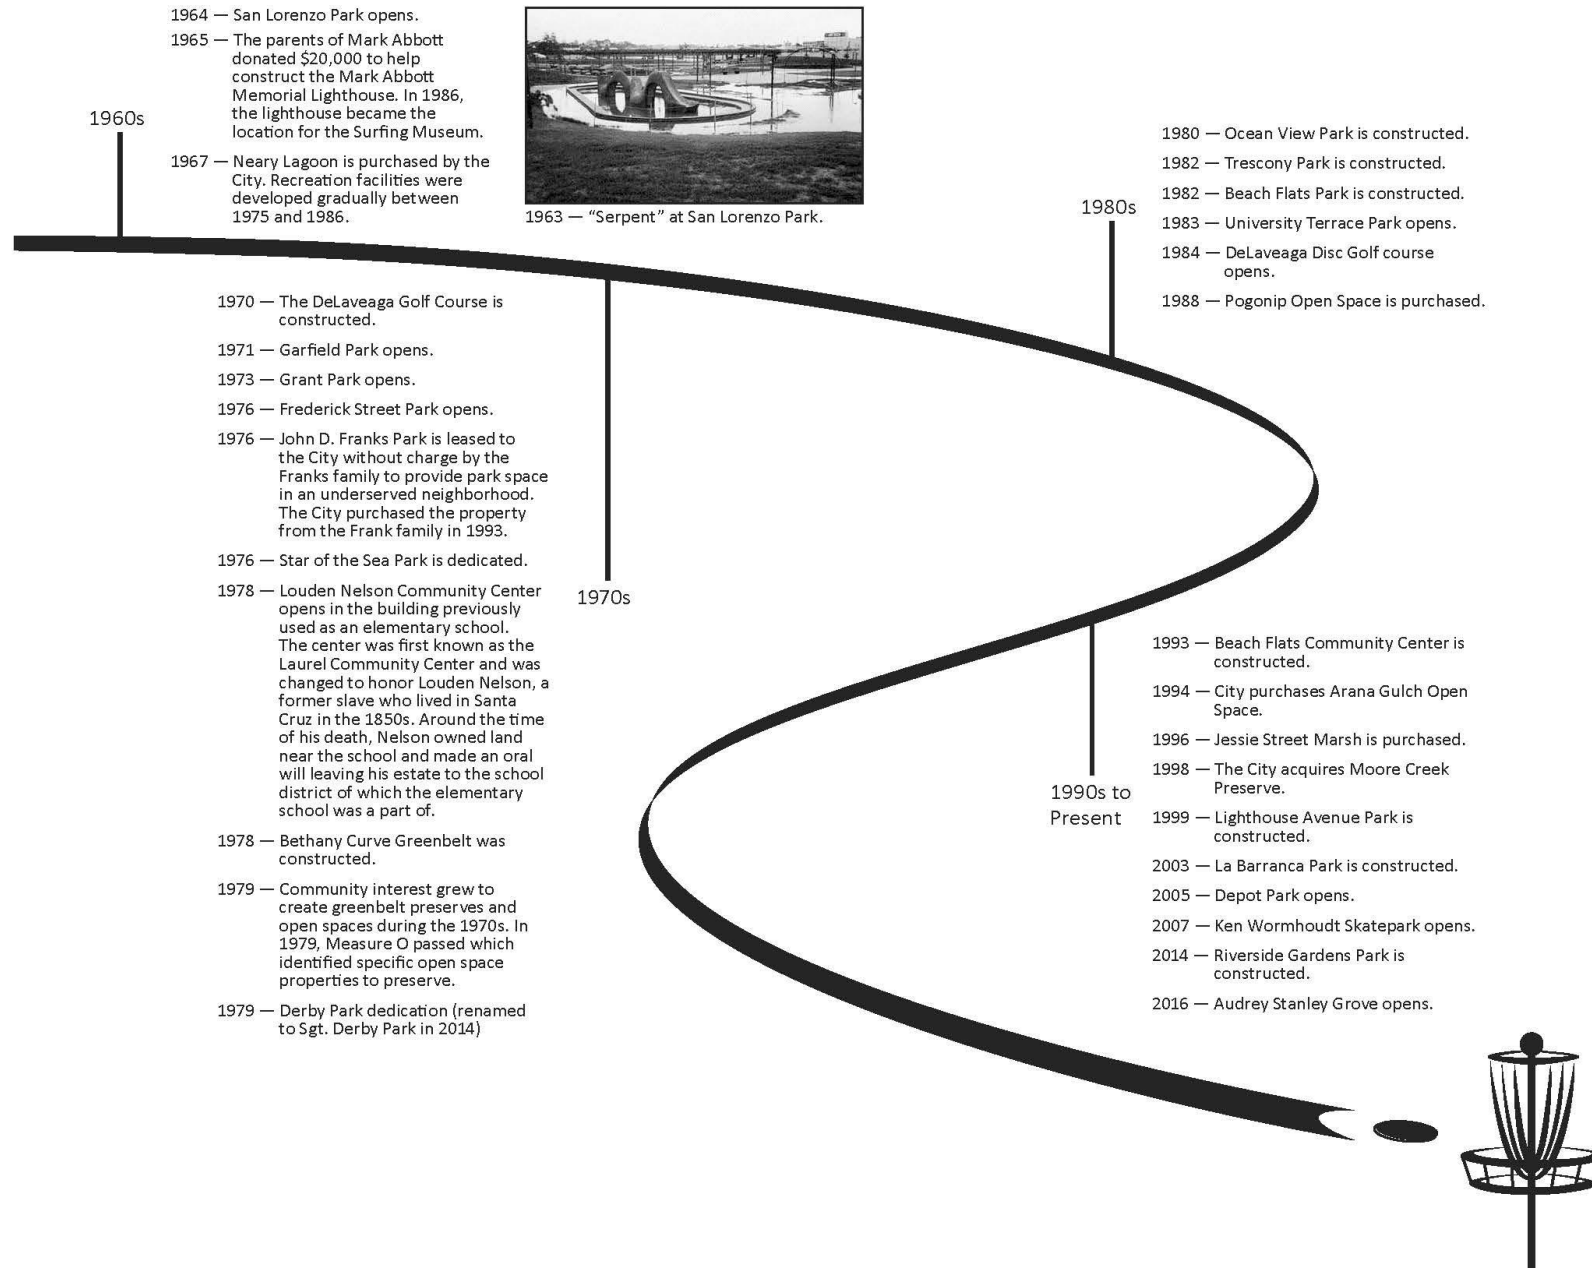 1964 — San Lorenzo Park opens.
1965 — The parents of Mark Abbott
donated $20,000 to help
construct the Mark Abbott
Memorial Lighthouse. In 1986,
the lighthouse became the
location for the Surfing Museum.
1967 — Neary Lagoon is purchased by the
City. Recreation facilities were
developed gradually between
1975 and 1986.
1960s
1963 — “Serpent” at San Lorenzo Park.
1980s
1980 — Ocean View Park is constructed.
1982 — Trescony Park is constructed.
1982 — Beach Flats Park is constructed.
1983 — University Terrace Park opens.
1984 — DeLaveaga Disc Golf course
opens.
1988 — Pogonip Open Space is purchased.
1970 — The DeLaveaga Golf Course is
constructed.
1971 — Garfield Park opens.
1973 — Grant Park opens.
1976 — Frederick Street Park opens.
1976 — John D. Franks Park is leased to
the City without charge by the
Franks family to provide park space
in an underserved neighborhood.
The City purchased the property
from the Frank family in 1993.
1976 — Star of the Sea Park is dedicated.
1978 — Louden Nelson Community Center
opens in the building previously
used as an elementary school.
The center was first known as the
Laurel Community Center and was
changed to honor Louden Nelson, a
former slave who lived in Santa
Cruz in the 1850s. Around the time
of his death, Nelson owned land
near the school and made an oral
will leaving his estate to the school
district of which the elementary
school was a part of.
1978 — Bethany Curve Greenbelt was
constructed.
1979 — Community interest grew to
create greenbelt preserves and
open spaces during the 1970s. In
1979, Measure O passed which
identified specific open space
properties to preserve.
1979 — Derby Park dedication (renamed
to Sgt. Derby Park in 2014)
1970s
1990s to
Present
1993 — Beach Flats Community Center is
constructed.
1994 — City purchases Arana Gulch Open
Space.
1996 — Jessie Street Marsh is purchased.
1998 — The City acquires Moore Creek
Preserve.
1999 — Lighthouse Avenue Park is
constructed.
2003 — La Barranca Park is constructed.
2005 — Depot Park opens.
2007 — Ken Wormhoudt Skatepark opens.
2014 — Riverside Gardens Park is
constructed.
2016 — Audrey Stanley Grove opens.